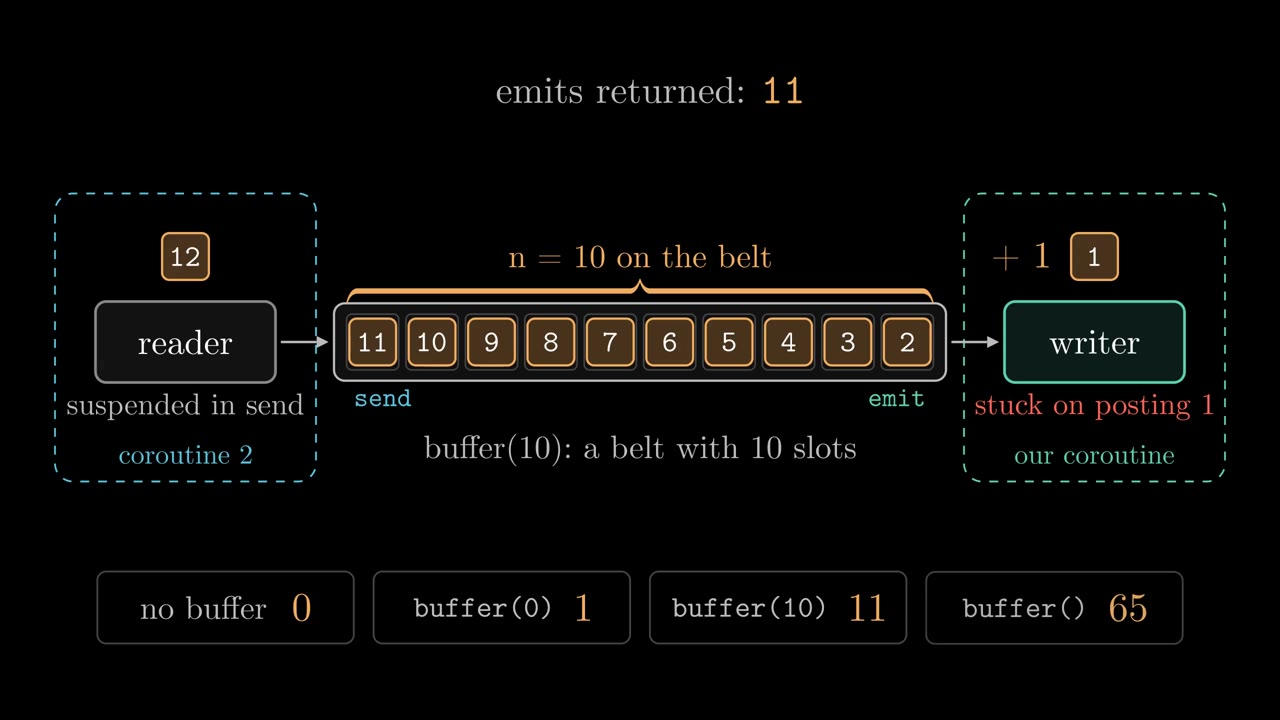 emits returned: 11
12
n = 10 on the belt
+ 1 1
reader
11 10 9 8 7 6 5 4 3 2
writer
suspended in send
send
emit
stuck on posting 1
coroutine 2
buffer(10): a belt with 10 slots
our coroutine
no buffer 0
buffer(0) 1
buffer(10) 11
buffer() 65